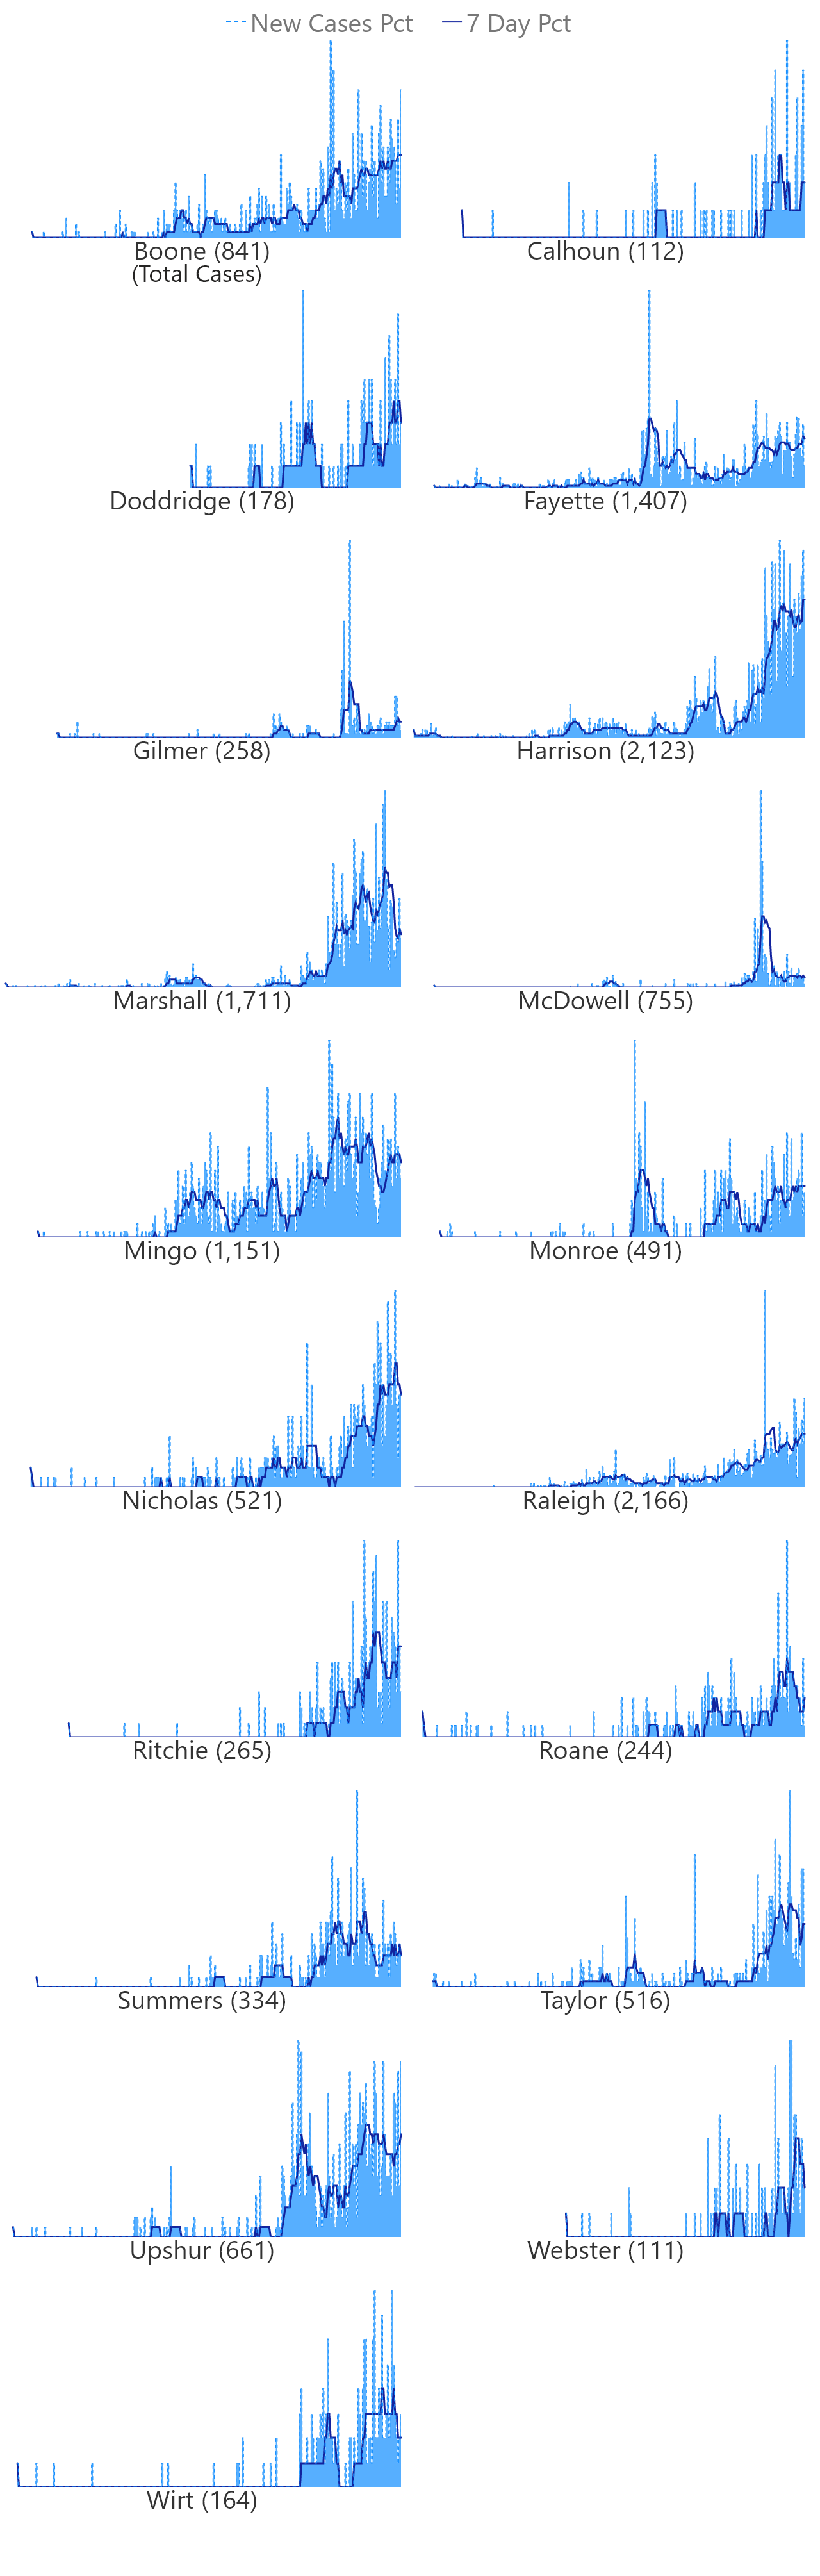 New Cases Pct 7 Day Pct
Boone (841) Calhoun (112)
(Total Cases)
Doddridge (178) Fayette (1,407)
Gilmer (258) Harrison (2,123)
Marshall (1,711) McDowell (755)
Mingo (1,151) Monroe (491)
Nicholas (521) Raleigh (2,166)
Ritchie (265) Roane (244)
Summers (334) Taylor (516)
Upshur (661) Webster (111)
Wirt (164)